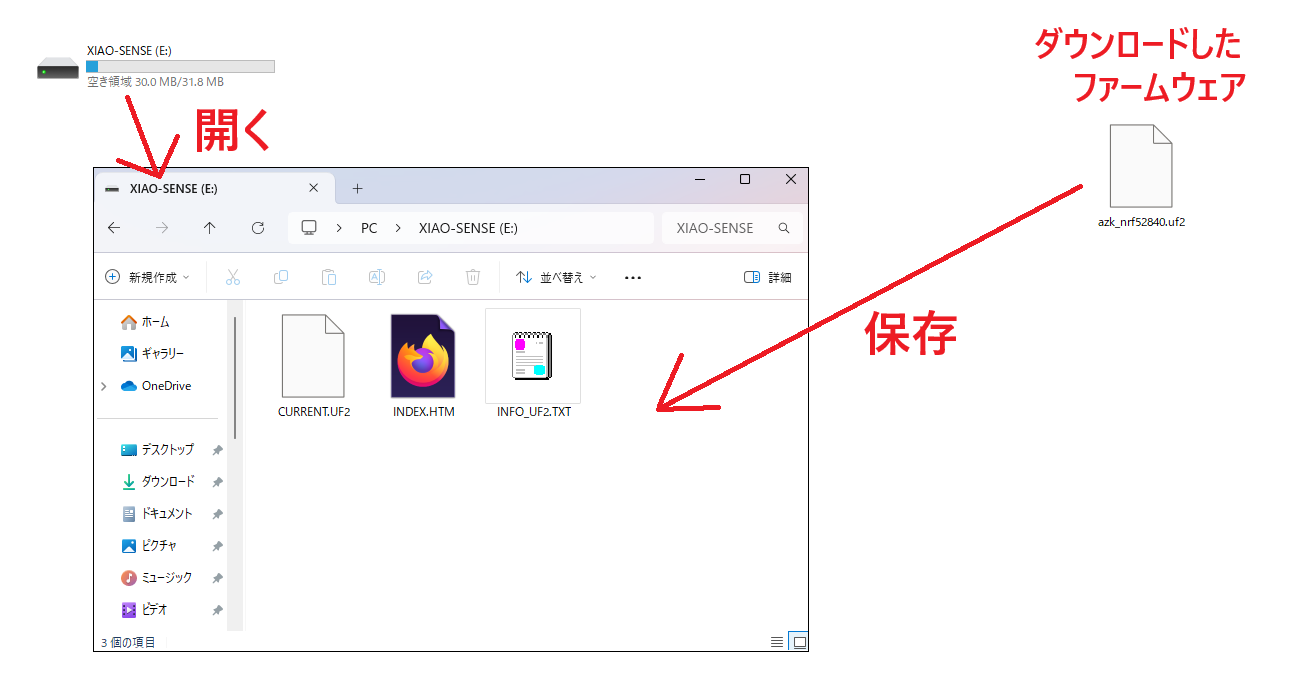 XIAO-SENSE (E:)
空き領域 30.0 MB/31.8 MB
ダウンロードした
ファームウェア
開く
azk_nrf52840.uf2
XIAO-SENSE (E:)
PC
XIAO-SENSE (E:)
XIAO-SENSE
新規作成
並べ替え
詳細
ホーム
ギャラリー
OneDrive
デスクトップ
ダウンロード
ドキュメント
ピクチャ
ミュージック
ビデオ
CURRENT.UF2
INDEX.HTM
INFO_UF2.TXT
保存
3 個の項目